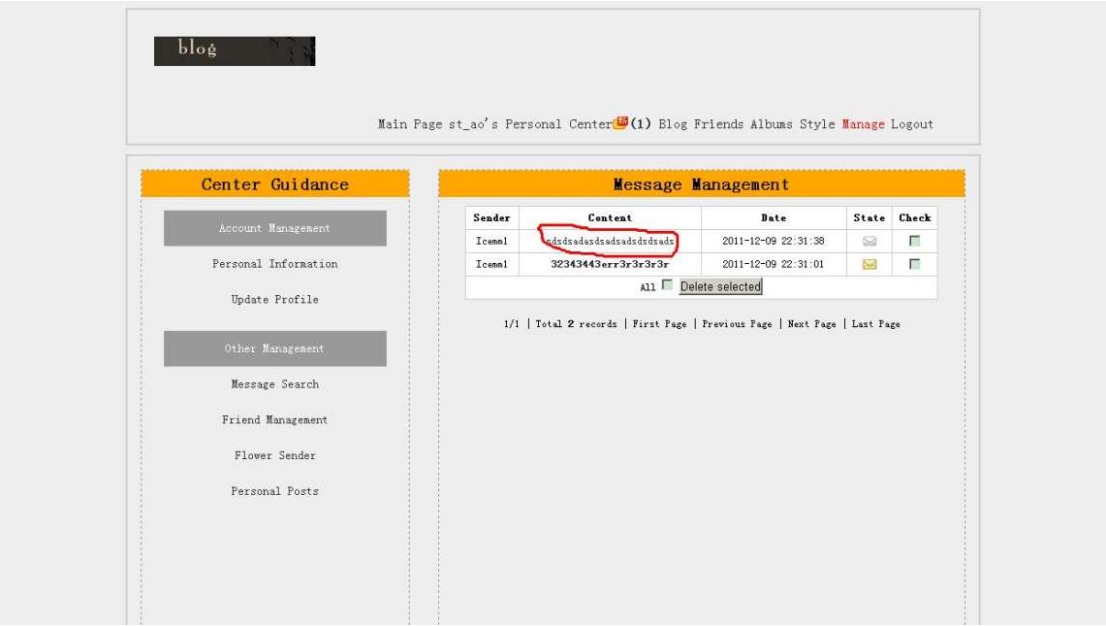 blog
Main Page st_ao's Personal Center(1) Blog Friends Albums Style Manage Logout
Center Guidance
Account Management
Personal Information
Update Profile
Other Management
Message Search
Friend Management
Flower Sender
Personal Posts
Message Management
Sender Content Date State Check
Icemm1 sdsdsadasdsadsadsdsdsads 2011-12-09 22:31:38
Icemm1 32343443err3r3r3r3r 2011-12-09 22:31:01
All Delete selected
1/1 | Total 2 records | First Page | Previous Page | Next Page | Last Page